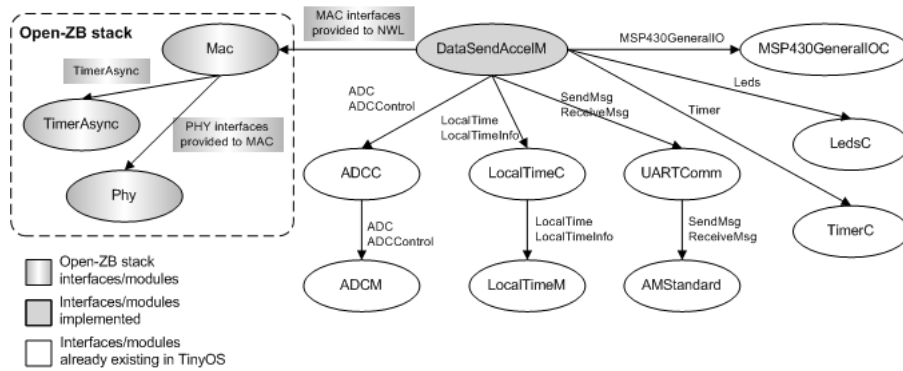 Open-ZB stack
MAC interfaces
provided to NWL
Mac
DataSendAccelM
MSP430GeneralIO
MSP430GeneralIOC
TimerAsync
Leds
ADC
ADCControl
LocalTime
LocalTimeInfo
SendMsg
ReceiveMsg
Timer
TimerAsync
PHY interfaces
provided to MAC
LedsC
ADCC
LocalTimeC
UARTComm
Phy
ADC
ADCControl
LocalTime
LocalTimeInfo
SendMsg
ReceiveMsg
TimerC
Open-ZB stack
interfaces/modules
ADCM
LocalTimeM
AMStandard
Interfaces/modules
implemented
Interfaces/modules
already existing in TinyOS